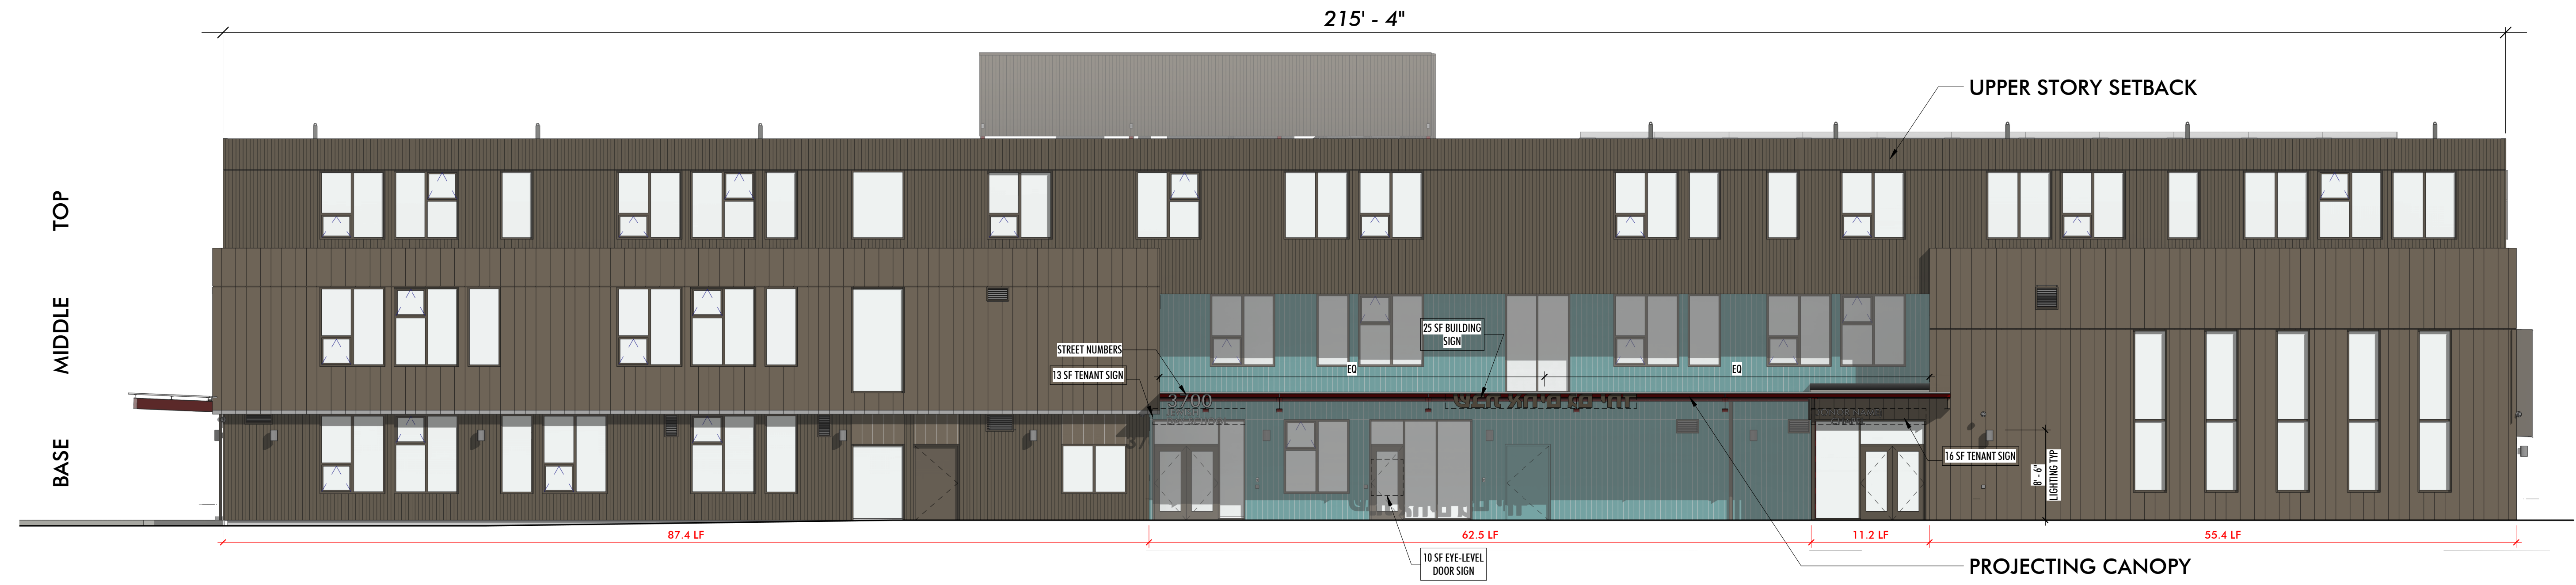 215' - 4"
UPPER STORY SETBACK
TOP
MIDDLE
BASE
25 SF BUILDING
SIGN
STREET NUMBERS
13 SF TENANT SIGN
EQ
EQ
3700
37
16 SF TENANT SIGN
8' - 6"
LIGHTING TYP
87.4 LF
62.5 LF
11.2 LF
55.4 LF
10 SF EYE-LEVEL
DOOR SIGN
PROJECTING CANOPY